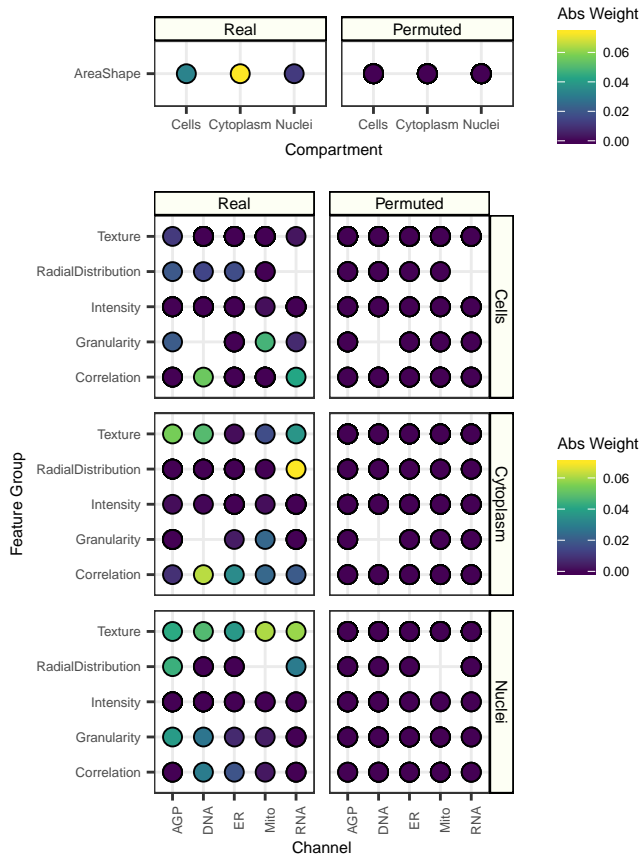 Real
Permuted
Abs Weight
0.06
0.04
0.02
0.00
AreaShape
Cells
Cytoplasm
Nuclei
Cells
Cytoplasm
Nuclei
Compartment
Real
Permuted
Texture
RadialDistribution
Intensity
Granularity
Correlation
Cells
Texture
RadialDistribution
Intensity
Granularity
Correlation
Cytoplasm
Texture
RadialDistribution
Intensity
Granularity
Correlation
Nuclei
Feature Group
Abs Weight
0.06
0.04
0.02
0.00
AGP
DNA
ER
Mito
RNA
AGP
DNA
ER
Mito
RNA
Channel